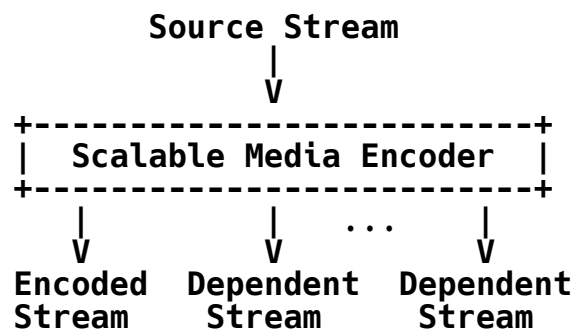 Source Stream
|
V
+--------------------------+
| Scalable Media Encoder |
+--------------------------+
| | ... |
V V V
Encoded Dependent Dependent
Stream Stream Stream